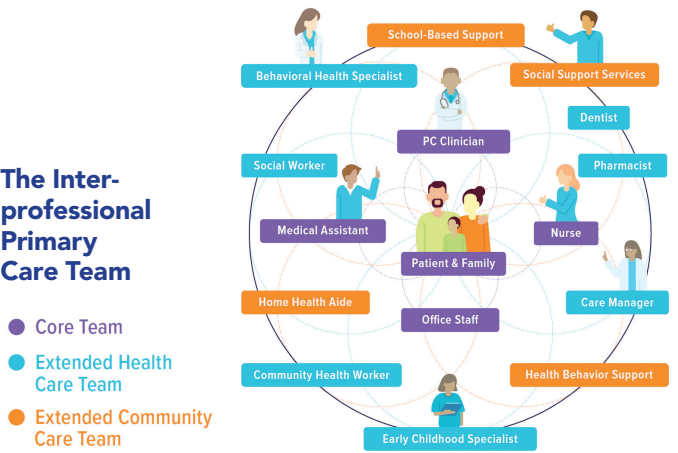 The Inter-
professional
Primary
Care Team
Core Team
Extended Health
Care Team
Extended Community
Care Team
School-Based Support
Behavioral Health Specialist
Social Support Services
Dentist
PC Clinician
Social Worker
Pharmacist
Medical Assistant
Nurse
Patient & Family
Home Health Aide
Care Manager
Office Staff
Community Health Worker
Health Behavior Support
Early Childhood Specialist